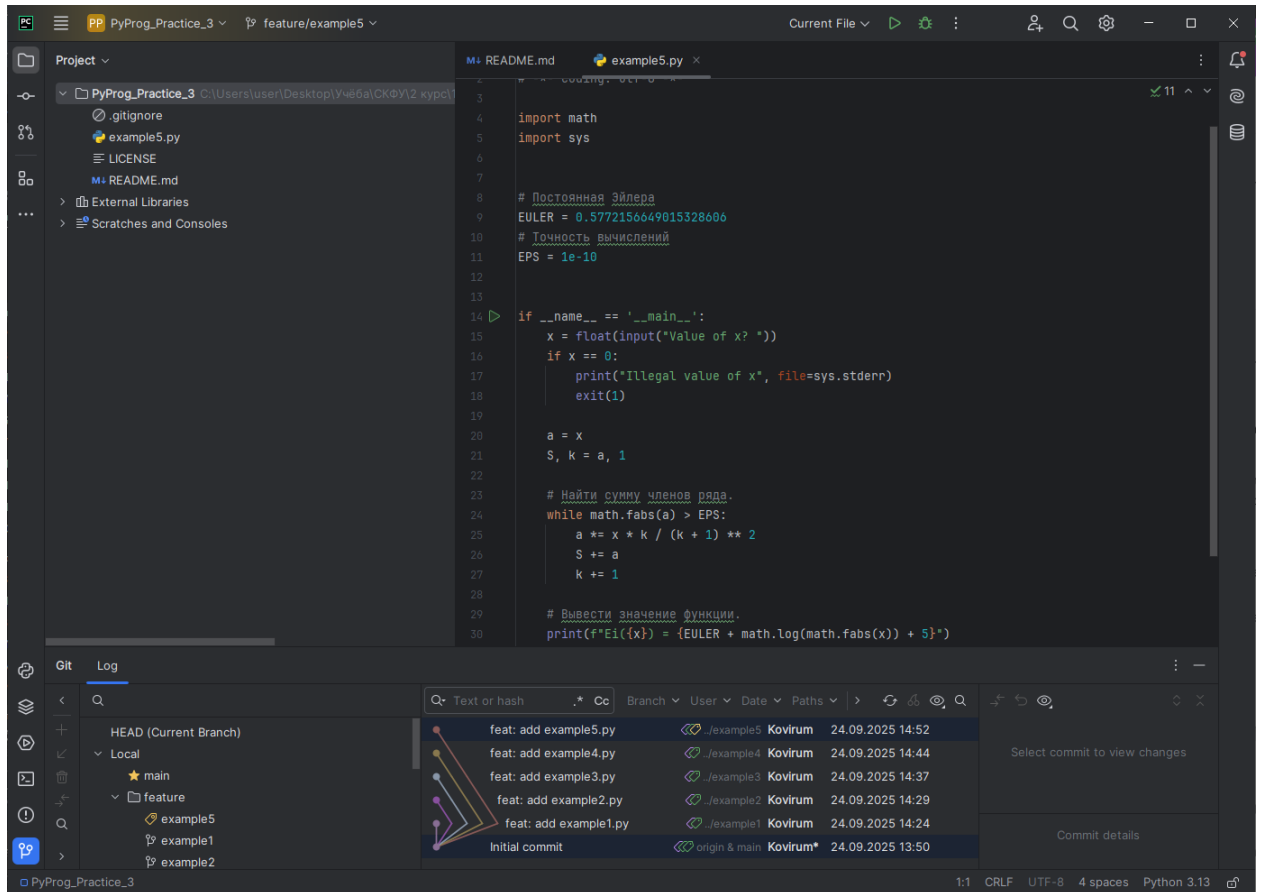 PC
PP PyProg_Practice_3
feature/example5
Current File
Project
PyProg_Practice_3 C:\Users\user\Desktop\Учёба\СКФУ\2 курс\
.gitignore
example5.py
LICENSE
M↓ README.md
External Libraries
Scratches and Consoles
M↓ README.md
example5.py
11
2
3
4 import math
5 import sys
6
7
8 # Постоянная Эйлера
9 EULER = 0.5772156649015328606
10 # Точность вычислений
11 EPS = 1e-10
12
13
14 if __name__ == '__main__':
15 x = float(input("Value of x? "))
16 if x == 0:
17 print("Illegal value of x", file=sys.stderr)
18 exit(1)
19
20 a = x
21 S, k = a, 1
22
23 # Найти сумму членов ряда.
24 while math.fabs(a) > EPS:
25 a *= x * k / (k + 1) ** 2
26 S += a
27 k += 1
28
29 # Вывести значение функции.
30 print(f"Ei({x}) = {EULER + math.log(math.fabs(x)) + S}")
Git Log
HEAD (Current Branch)
Local
main
feature
example5
example1
example2
Text or hash .* Cc Branch User Date Paths
feat: add example5.py ../example5 Kovirum 24.09.2025 14:52
feat: add example4.py ../example4 Kovirum 24.09.2025 14:44
feat: add example3.py ../example3 Kovirum 24.09.2025 14:37
feat: add example2.py ../example2 Kovirum 24.09.2025 14:29
feat: add example1.py ../example1 Kovirum 24.09.2025 14:24
Initial commit origin & main Kovirum* 24.09.2025 13:50
Select commit to view changes
Commit details
PyProg_Practice_3
1:1 CRLF UTF-8 4 spaces Python 3.13